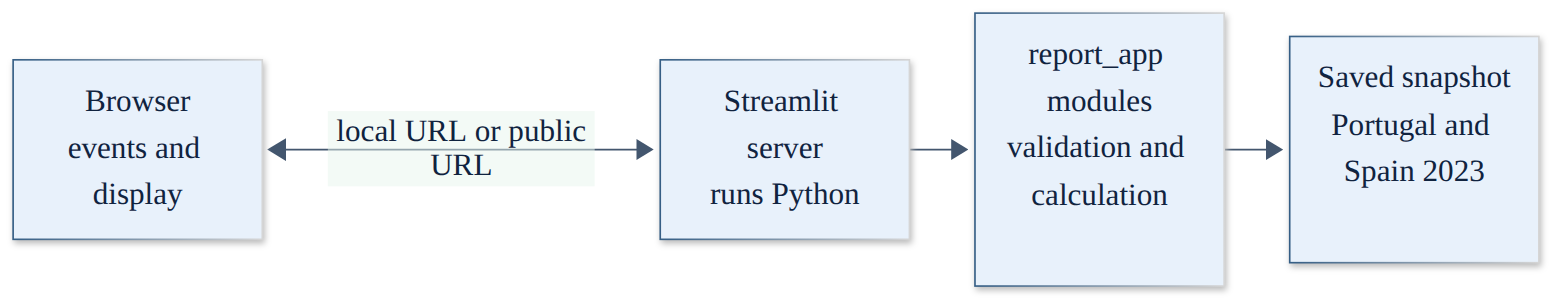 Browser
events and
display
local URL or public
URL
Streamlit
server
runs Python
report_app
modules
validation and
calculation
Saved snapshot
Portugal and
Spain 2023